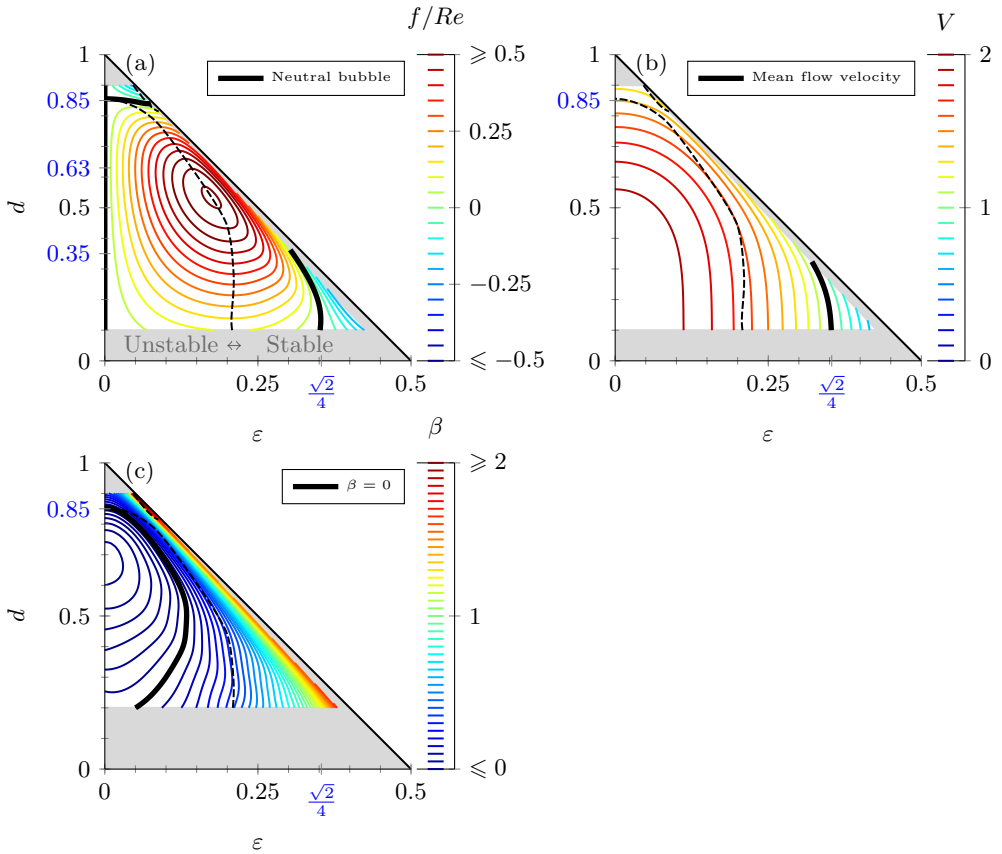 f/Re
(a)
Neutral bubble
1
0.85
0.63
0.5
0.35
0
d
Unstable ↔ Stable
0
0.25
√2/4
0.5
ε
⩾ 0.5
0.25
0
−0.25
⩽ −0.5
V
(b)
Mean flow velocity
1
0.85
0.5
0
0
0.25
√2/4
0.5
ε
2
1
0
β
(c)
β = 0
1
0.85
0.5
0
d
0
0.25
√2/4
0.5
ε
⩾ 2
1
⩽ 0